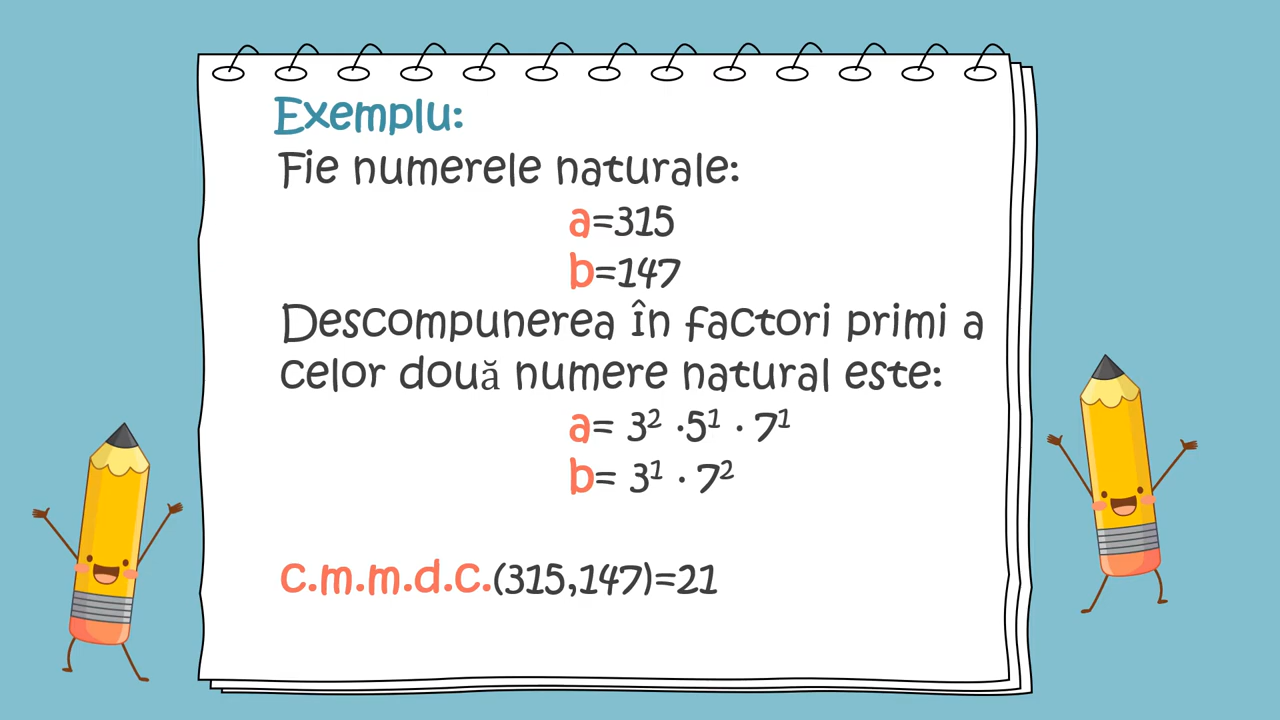 Exemplu:
Fie numerele naturale:
a=315
b=147
Descompunerea în factori primi a
celor două numere natural este:
a= 3² ·5¹ · 7¹
b= 3¹ · 7²
c.m.m.d.c.(315,147)=21